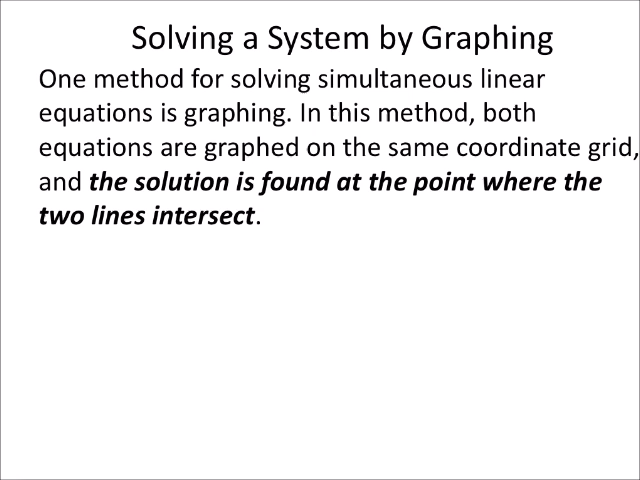 Solving a System by Graphing
One method for solving simultaneous linear
equations is graphing. In this method, both
equations are graphed on the same coordinate grid,
and the solution is found at the point where the
two lines intersect.